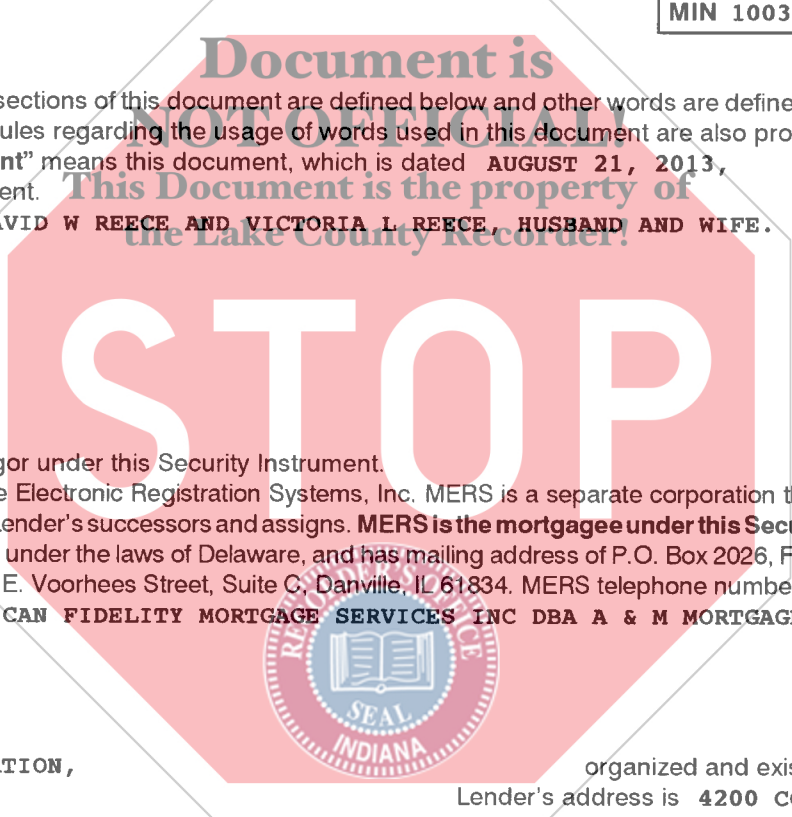 MIN 1003
Document is
sections of this document are defined below and other words are define
NOT OFFICIAL!
ules regarding the usage of words used in this document are also pro
nt” means this document, which is dated AUGUST 21, 2013,
ent.
This Document is the property of
AVID W REECE AND VICTORIA L REECE, HUSBAND AND WIFE.
the Lake County Recorder!
STOP
gor under this Security Instrument.
e Electronic Registration Systems, Inc. MERS is a separate corporation t
Lender's successors and assigns. MERS is the mortgagee under this Secu
under the laws of Delaware, and has mailing address of P.O. Box 2026, F
E. Voorhees Street, Suite C, Danville, IL 61834. MERS telephone numbe
CAN FIDELITY MORTGAGE SERVICES INC DBA A & M MORTGAGE
RECORDER'S OFFICE
SEAL
INDIANA
ATION,
organized and exis
Lender's address is 4200 CO